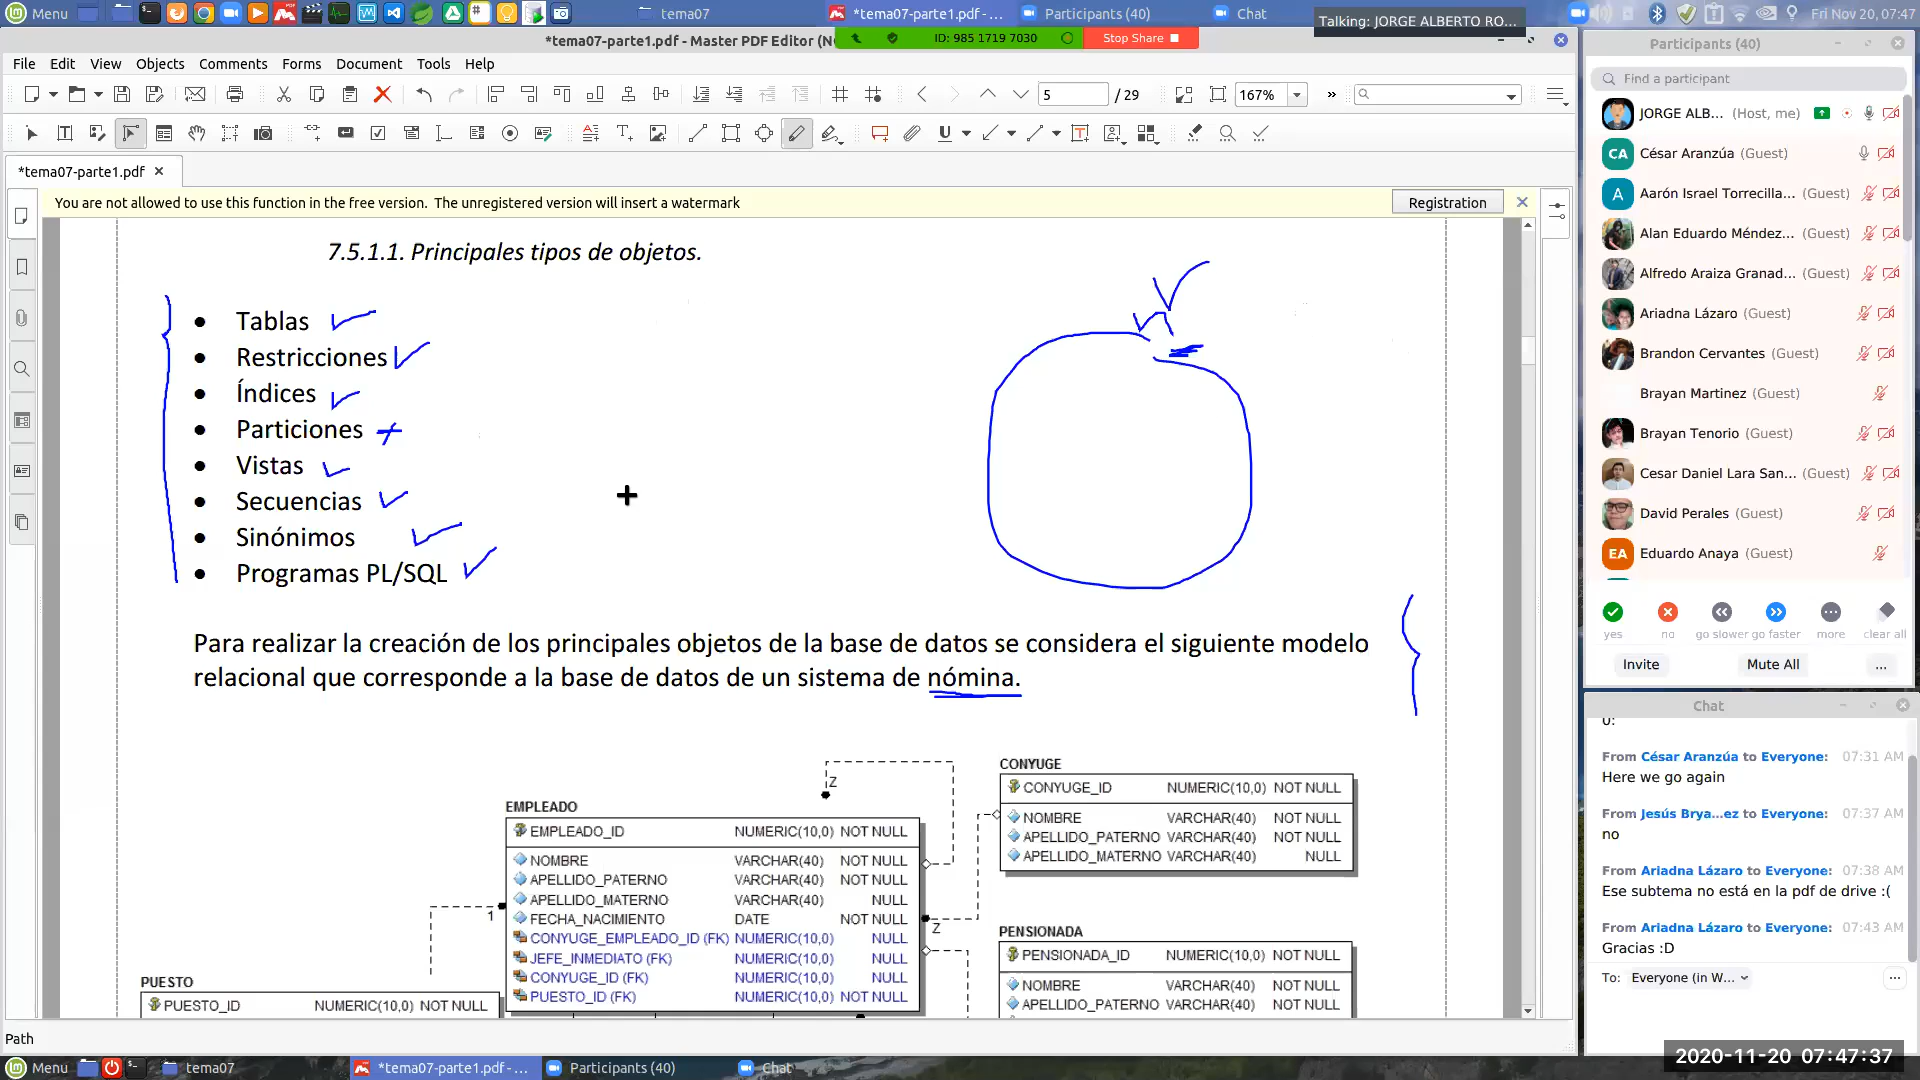 Menu
tema07
*tema07-parte1.pdf - ...
Participants (40)
Chat
Talking: JORGE ALBERTO RO...
Fri Nov 20, 07:47
*tema07-parte1.pdf - Master PDF Editor (N
ID: 985 1719 7030
Stop Share
File Edit View Objects Comments Forms Document Tools Help
5 / 29
167%
*tema07-parte1.pdf
You are not allowed to use this function in the free version. The unregistered version will insert a watermark
Registration
7.5.1.1. Principales tipos de objetos.
• Tablas
• Restricciones
• Índices
• Particiones
• Vistas
• Secuencias
• Sinónimos
• Programas PL/SQL
Para realizar la creación de los principales objetos de la base de datos se considera el siguiente modelo
relacional que corresponde a la base de datos de un sistema de nómina.
EMPLEADO
EMPLEADO_ID NUMERIC(10,0) NOT NULL
NOMBRE VARCHAR(40) NOT NULL
APELLIDO_PATERNO VARCHAR(40) NOT NULL
APELLIDO_MATERNO VARCHAR(40) NULL
FECHA_NACIMIENTO DATE NOT NULL
CONYUGE_EMPLEADO_ID (FK) NUMERIC(10,0) NULL
JEFE_INMEDIATO (FK) NUMERIC(10,0) NULL
CONYUGE_ID (FK) NUMERIC(10,0) NULL
PUESTO_ID (FK) NUMERIC(10,0) NOT NULL
Z
Z
1
CONYUGE
CONYUGE_ID NUMERIC(10,0) NOT NULL
NOMBRE VARCHAR(40) NOT NULL
APELLIDO_PATERNO VARCHAR(40) NOT NULL
APELLIDO_MATERNO VARCHAR(40) NULL
PENSIONADA
PENSIONADA_ID NUMERIC(10,0) NOT NULL
NOMBRE VARCHAR(40) NOT NULL
APELLIDO_PATERNO VARCHAR(40) NOT NULL
PUESTO
PUESTO_ID NUMERIC(10,0) NOT NULL
Path
Participants (40)
Find a participant
JORGE ALB... (Host, me)
CA César Aranzúa (Guest)
A Aarón Israel Torrecilla... (Guest)
Alan Eduardo Méndez... (Guest)
Alfredo Araiza Granad... (Guest)
Ariadna Lázaro (Guest)
Brandon Cervantes (Guest)
Brayan Martinez (Guest)
Brayan Tenorio (Guest)
Cesar Daniel Lara San... (Guest)
David Perales (Guest)
EA Eduardo Anaya (Guest)
yes no go slower go faster more clear all
Invite Mute All ...
Chat
From César Aranzúa to Everyone: 07:31 AM
Here we go again
From Jesús Brya...ez to Everyone: 07:37 AM
no
From Ariadna Lázaro to Everyone: 07:38 AM
Ese subtema no está en la pdf de drive :(
From Ariadna Lázaro to Everyone: 07:43 AM
Gracias :D
To: Everyone (in W...
Menu
tema07
*tema07-parte1.pdf - ...
Participants (40)
Chat
2020-11-20 07:47:37